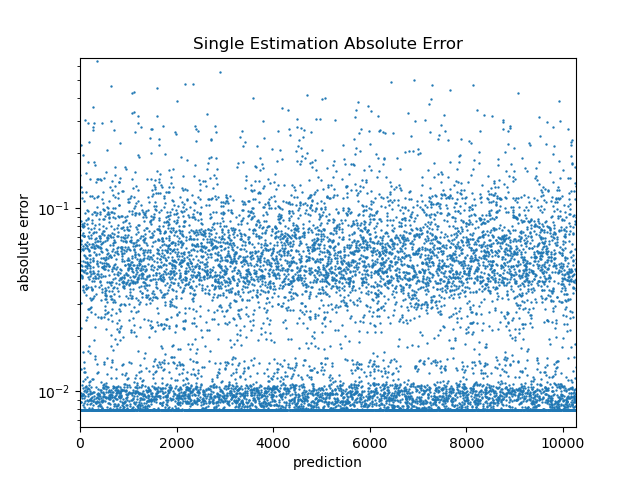 Single Estimation Absolute Error
absolute error
10⁻¹
10⁻²
0 2000 4000 6000 8000 10000
prediction